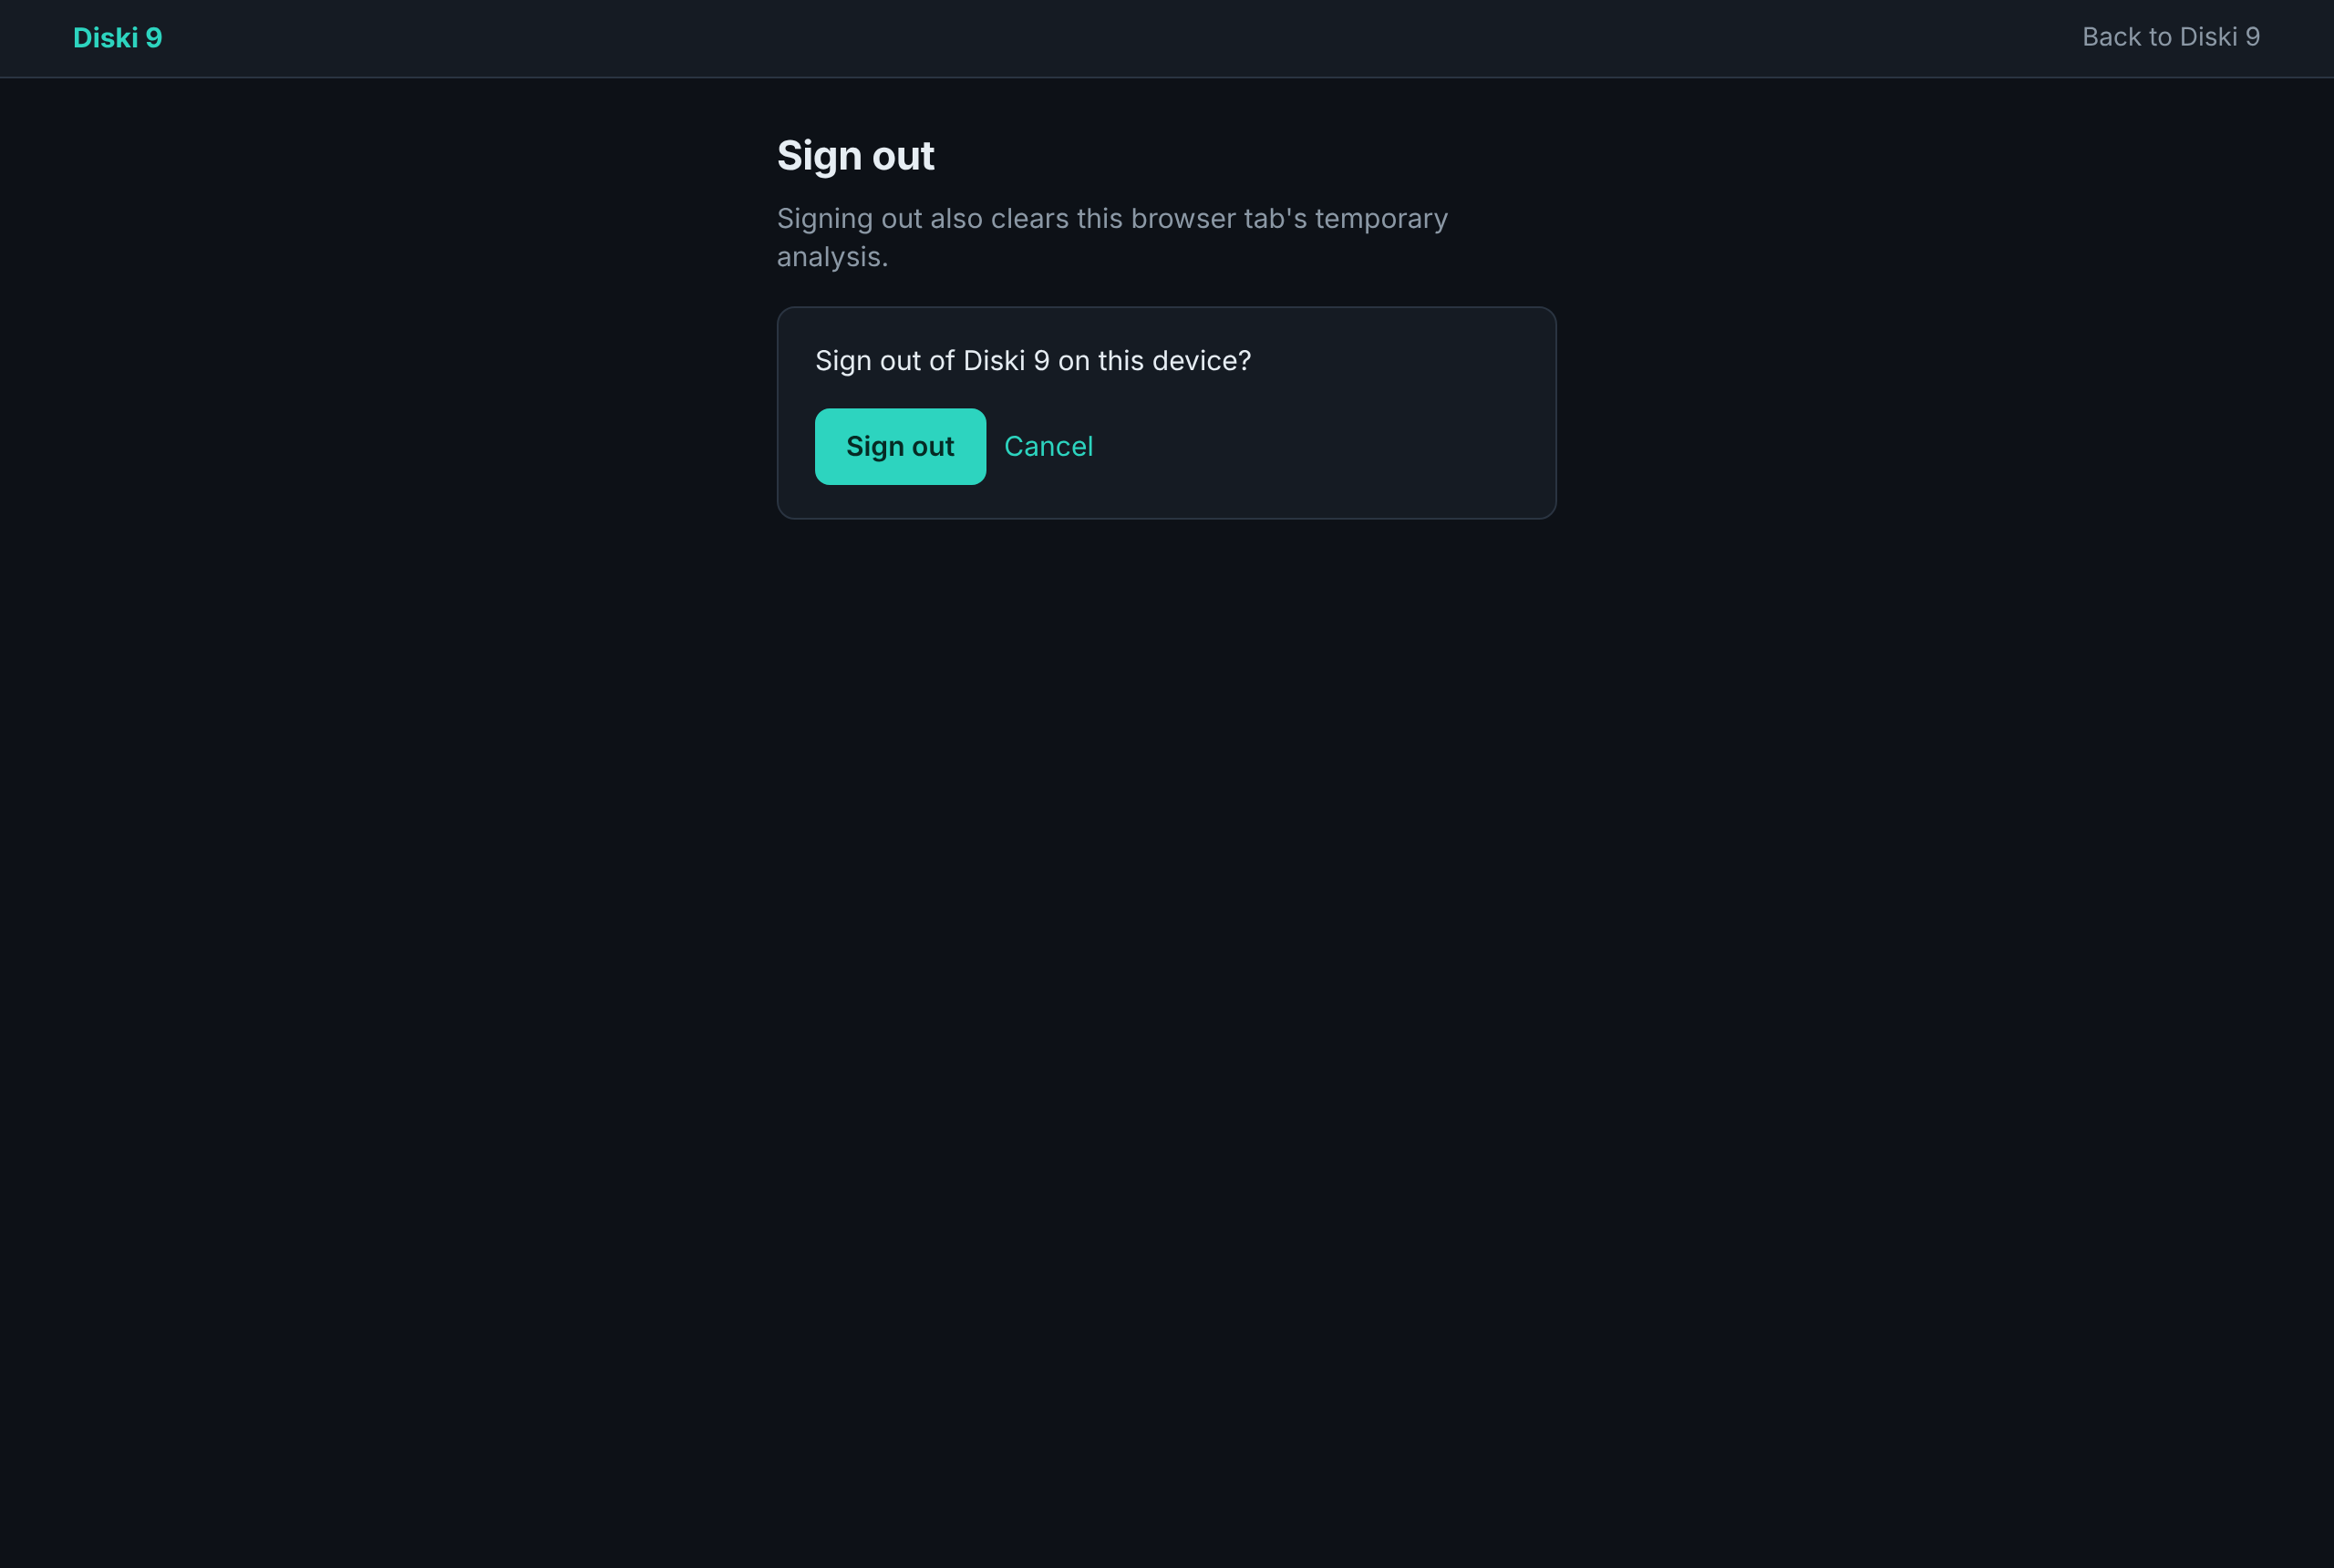 Diski 9
Back to Diski 9
Sign out
Signing out also clears this browser tab's temporary
analysis.
Sign out of Diski 9 on this device?
Sign out
Cancel